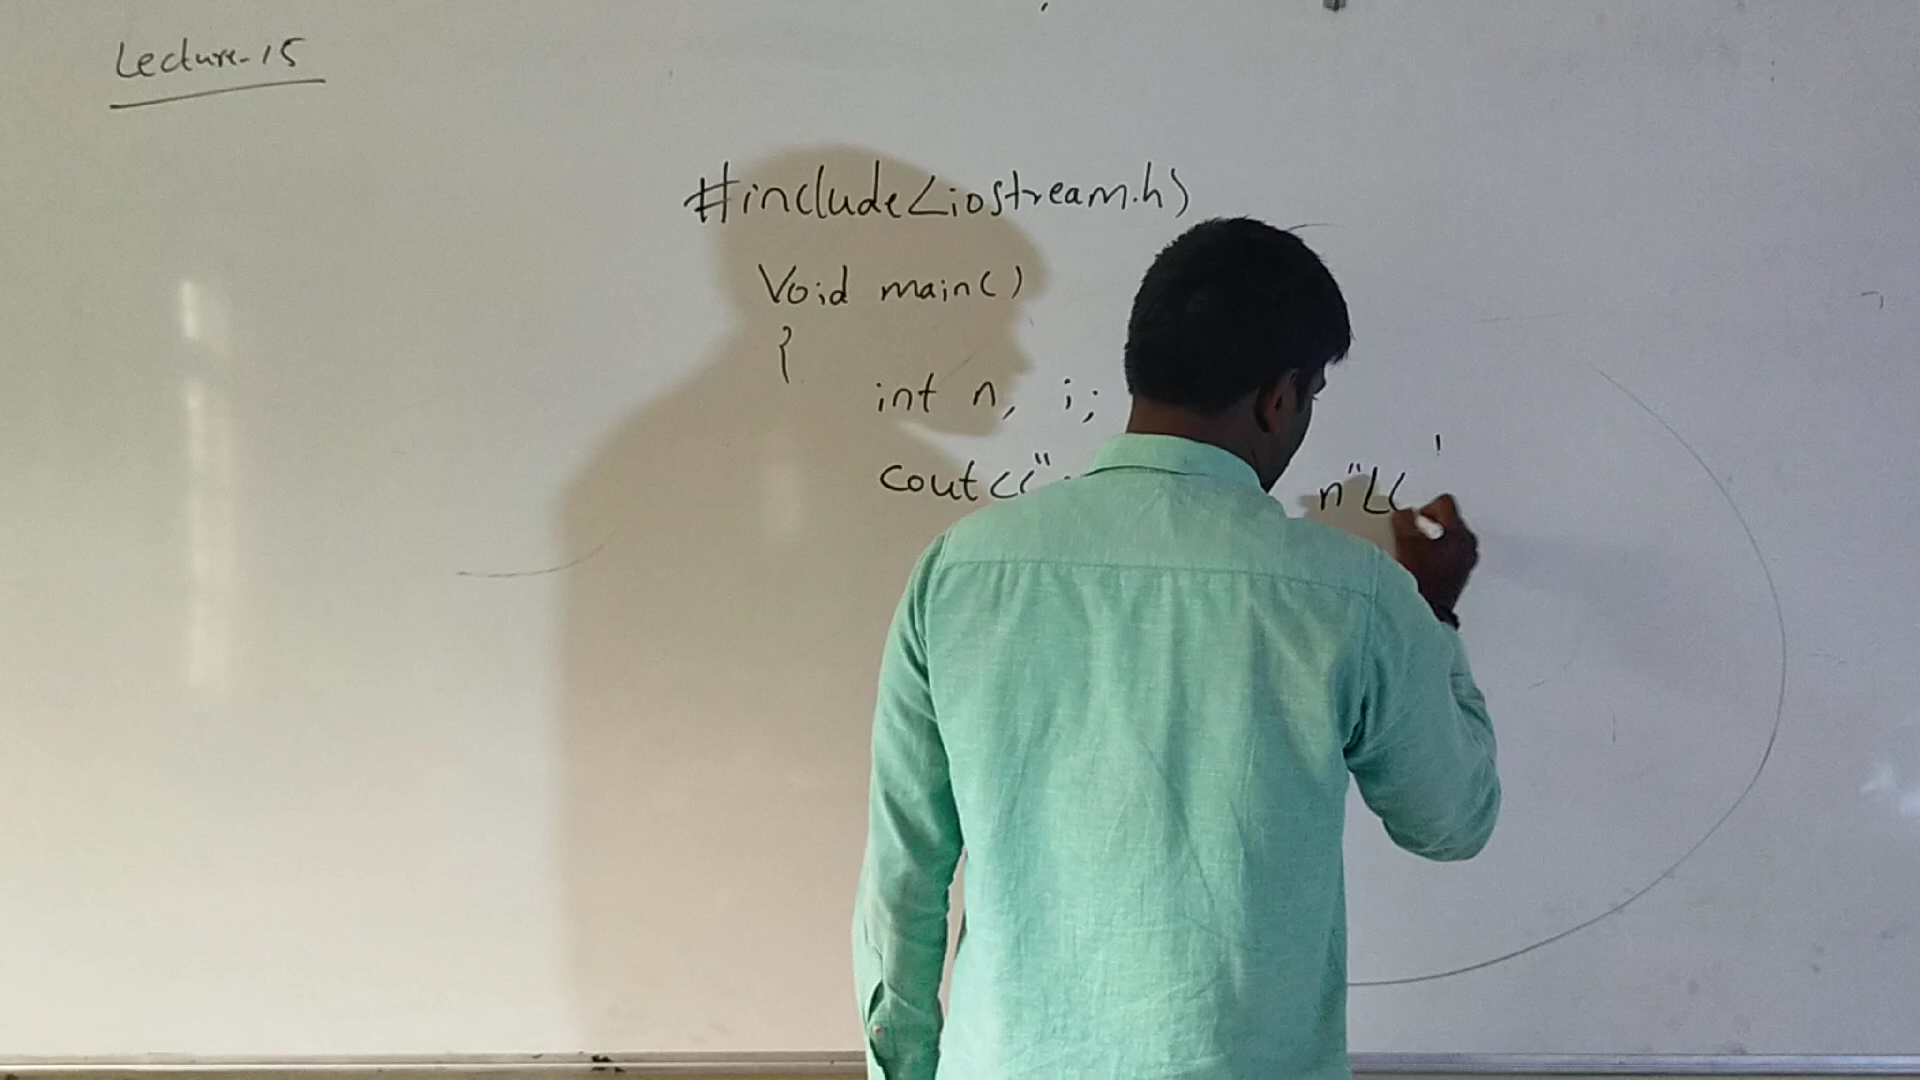 Lecture-15
#include<iostream.h>
Void main()
{
int n, i;
cout<<" n"<<